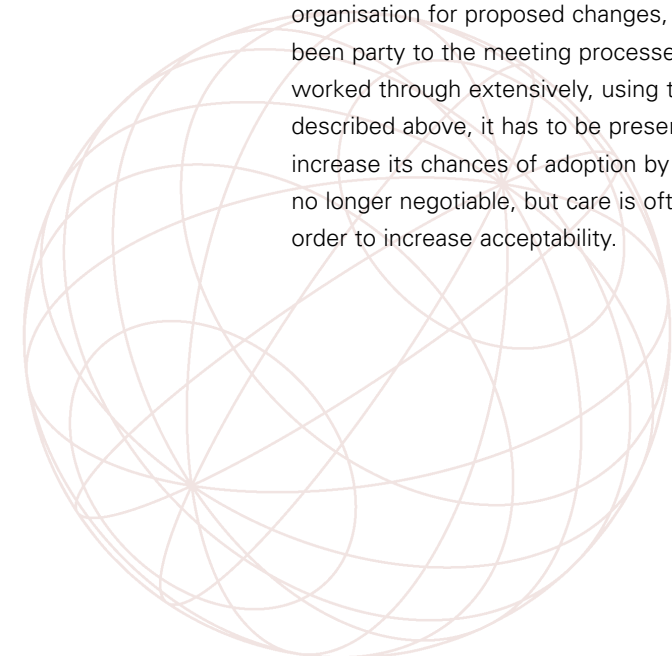 organisation for proposed changes,
been party to the meeting processe
worked through extensively, using t
described above, it has to be prese
increase its chances of adoption by
no longer negotiable, but care is oft
order to increase acceptability.